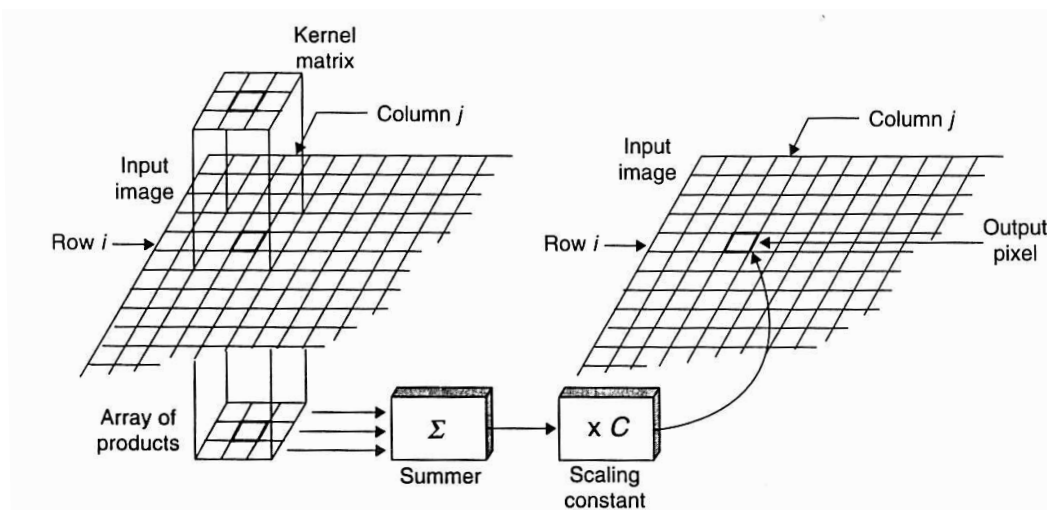 Kernel
matrix
Column j
Input
image
Row i
Array of
products
Σ
Summer
x C
Scaling
constant
Column j
Input
image
Row i
Output
pixel